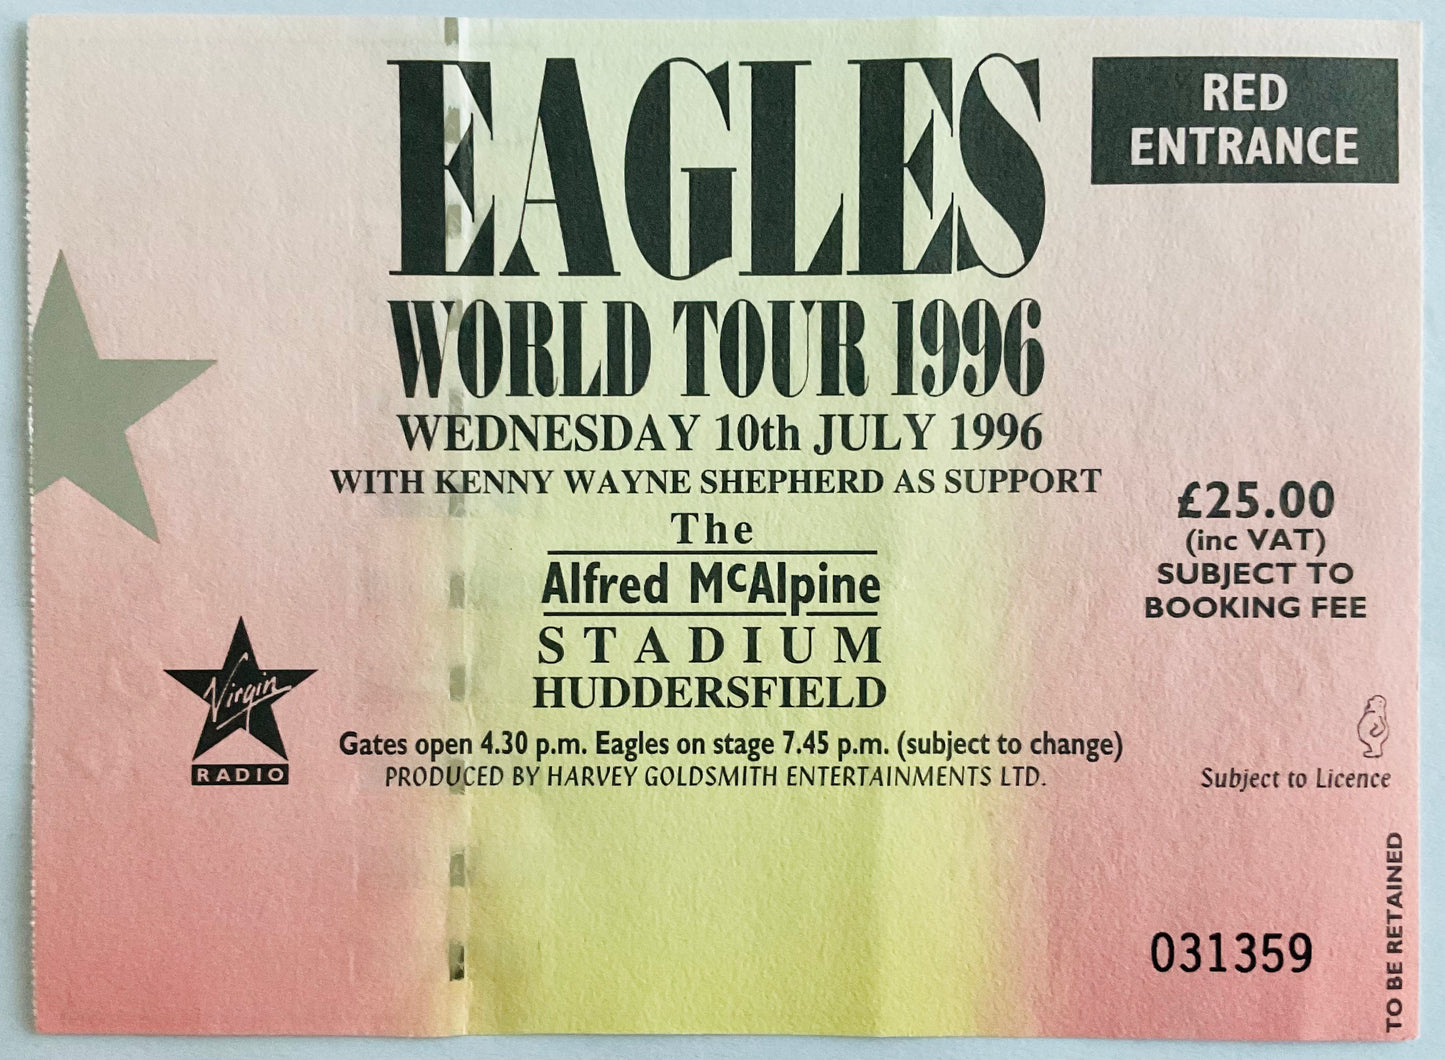 EAGLES
RED
ENTRANCE
WORLD TOUR 1996
WEDNESDAY 10th JULY 1996
WITH KENNY WAYNE SHEPHERD AS SUPPORT
The
Alfred McAlpine
STADIUM
HUDDERSFIELD
£25.00
(inc VAT)
SUBJECT TO
BOOKING FEE
Virgin
RADIO
Gates open 4.30 p.m. Eagles on stage 7.45 p.m. (subject to change)
PRODUCED BY HARVEY GOLDSMITH ENTERTAINMENTS LTD.
Subject to Licence
031359
TO BE RETAINED